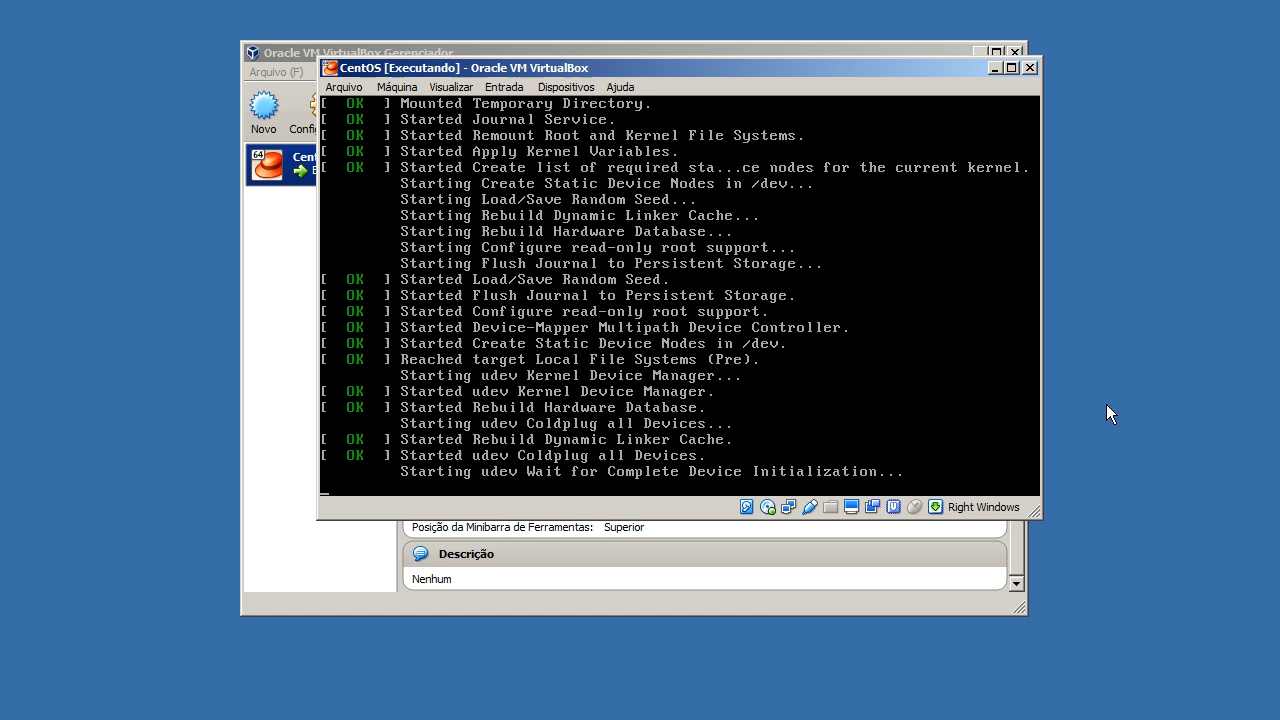 Oracle VM VirtualBox Gerenciador
Arquivo (F)
Novo
64
CentOS [Executando] - Oracle VM VirtualBox
Arquivo Máquina Visualizar Entrada Dispositivos Ajuda
[ OK ] Mounted Temporary Directory.
[ OK ] Started Journal Service.
[ OK ] Started Remount Root and Kernel File Systems.
[ OK ] Started Apply Kernel Variables.
[ OK ] Started Create list of required sta...ce nodes for the current kernel.
Starting Create Static Device Nodes in /dev...
Starting Load/Save Random Seed...
Starting Rebuild Dynamic Linker Cache...
Starting Rebuild Hardware Database...
Starting Configure read-only root support...
Starting Flush Journal to Persistent Storage...
[ OK ] Started Load/Save Random Seed.
[ OK ] Started Flush Journal to Persistent Storage.
[ OK ] Started Configure read-only root support.
[ OK ] Started Device-Mapper Multipath Device Controller.
[ OK ] Started Create Static Device Nodes in /dev.
[ OK ] Reached target Local File Systems (Pre).
Starting udev Kernel Device Manager...
[ OK ] Started udev Kernel Device Manager.
[ OK ] Started Rebuild Hardware Database.
Starting udev Coldplug all Devices...
[ OK ] Started Rebuild Dynamic Linker Cache.
[ OK ] Started udev Coldplug all Devices.
Starting udev Wait for Complete Device Initialization...
Right Windows
Posição da Minibarra de Ferramentas: Superior
Descrição
Nenhum